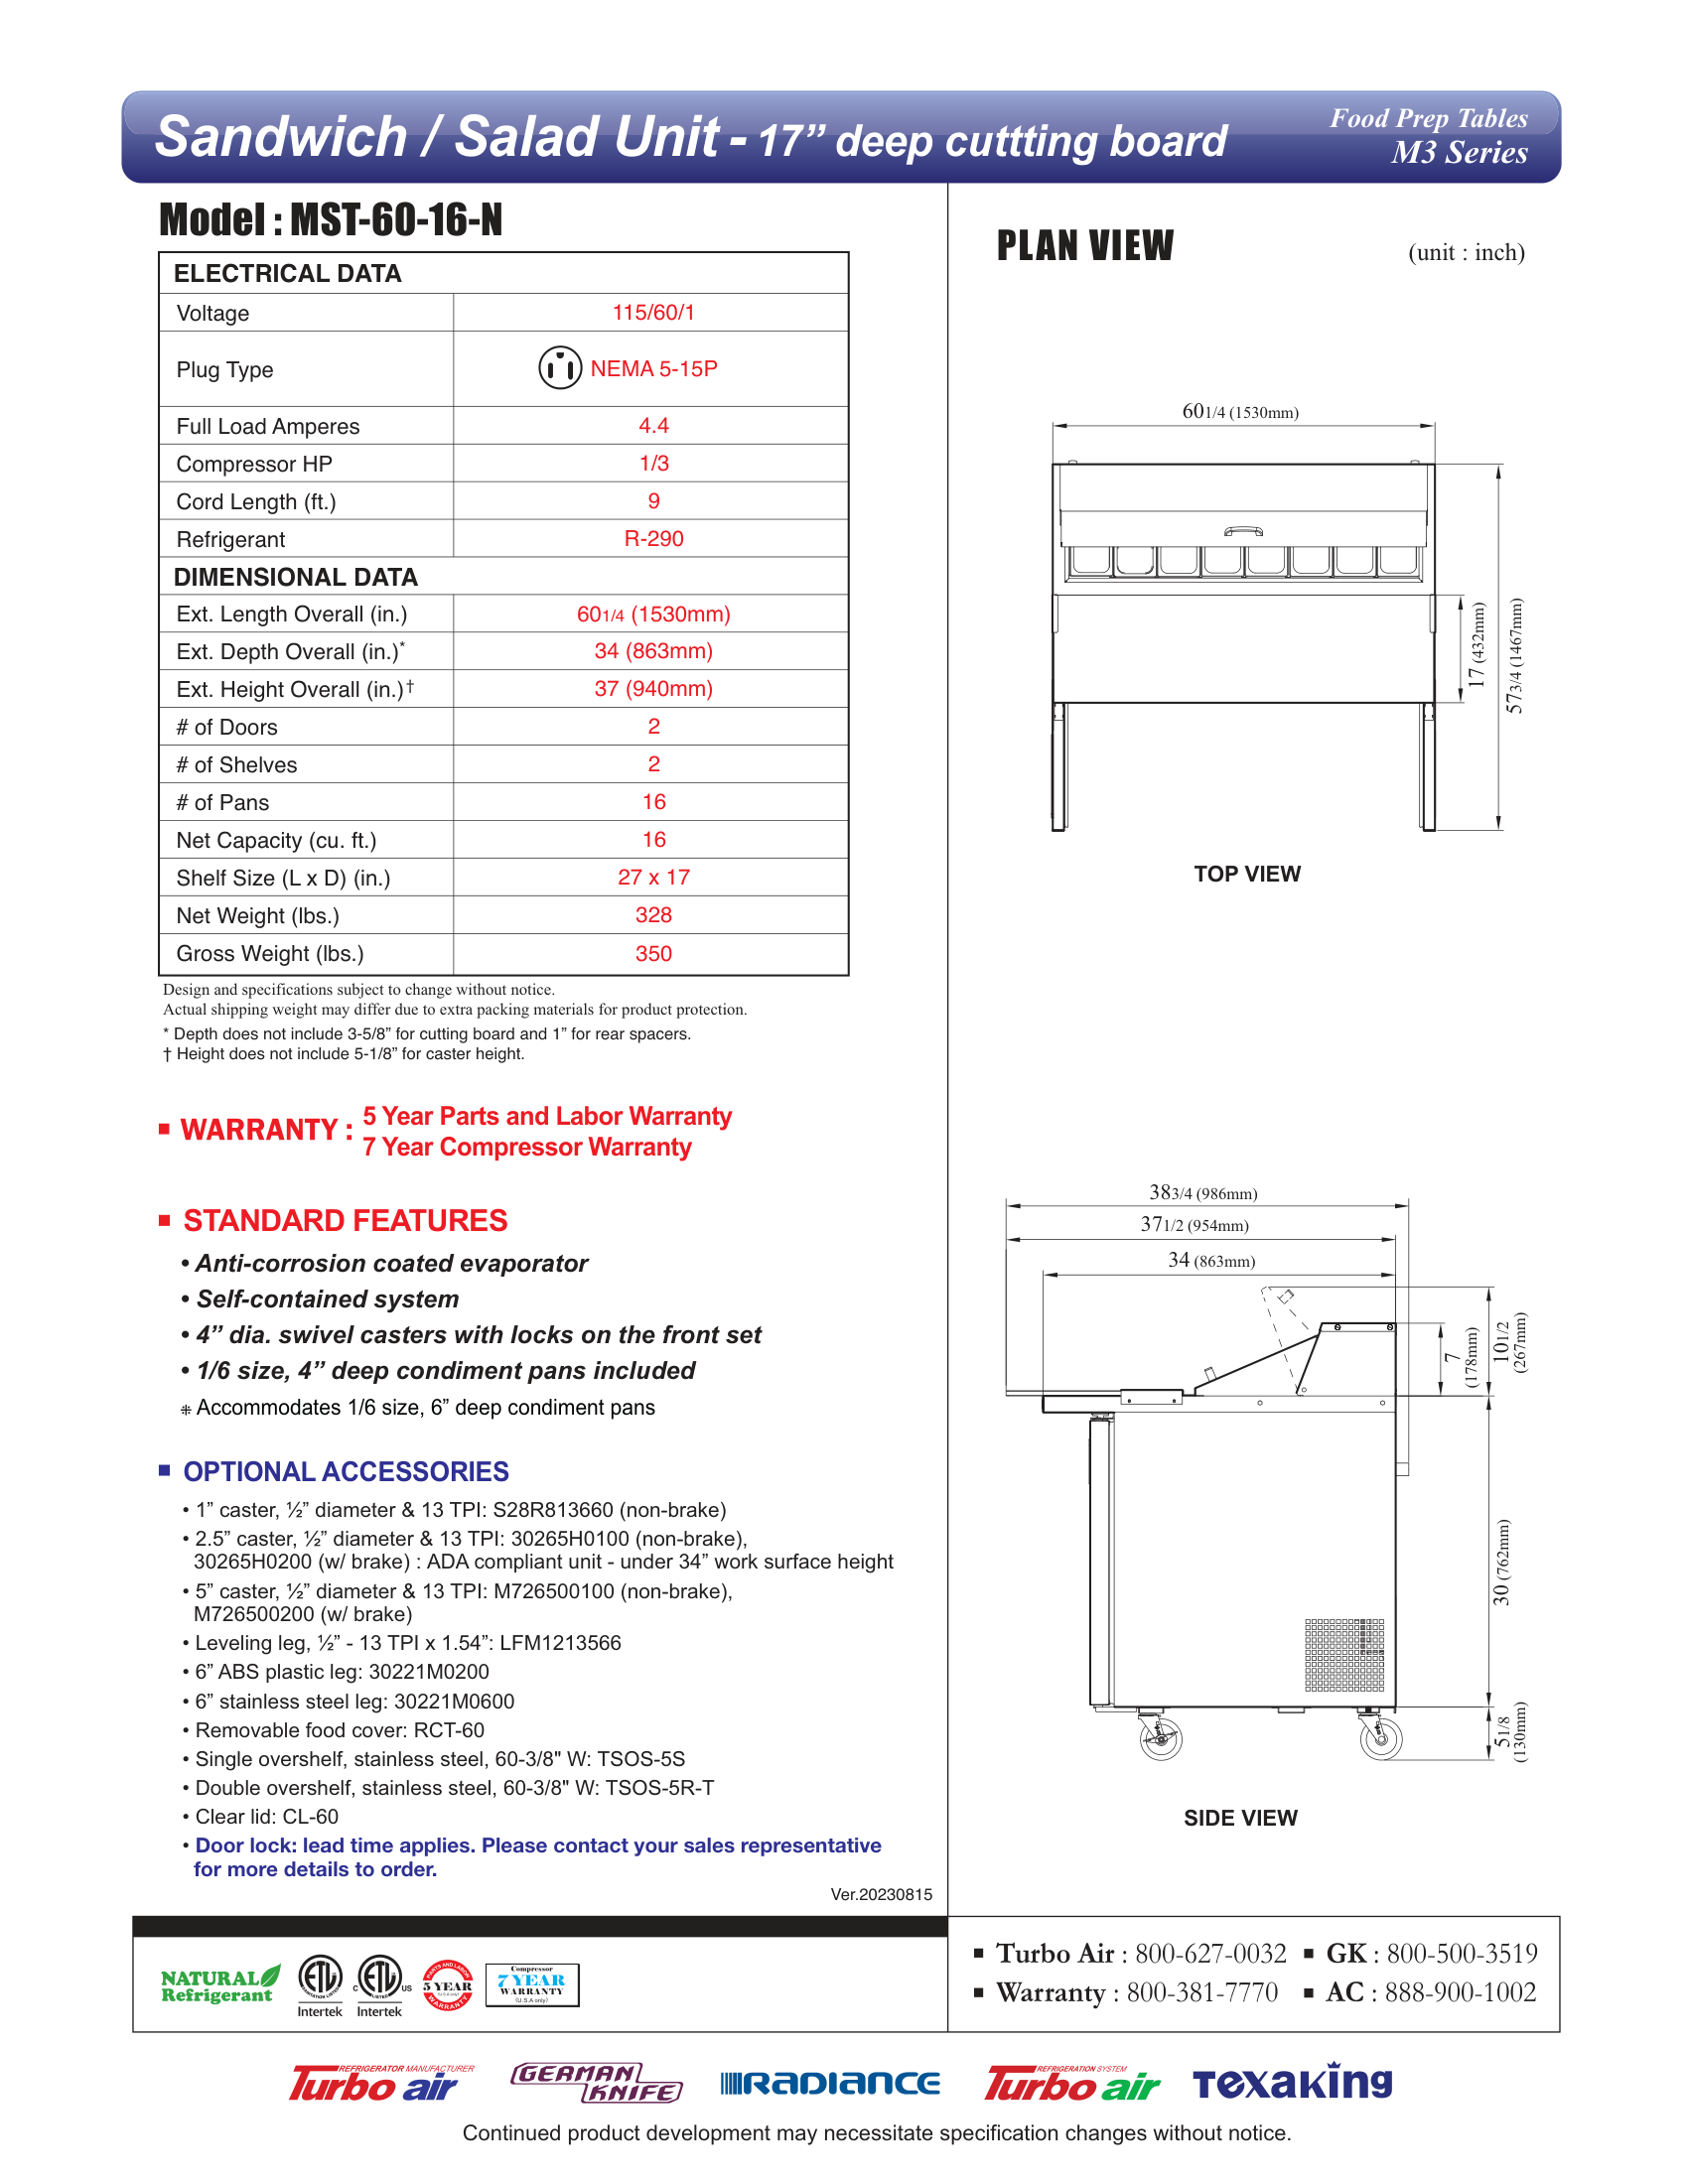 Sandwich / Salad Unit - 17” deep cuttting board
Food Prep Tables
M3 Series
Model : MST-60-16-N
ELECTRICAL DATA
Voltage 115/60/1
Plug Type NEMA 5-15P
Full Load Amperes 4.4
Compressor HP 1/3
Cord Length (ft.) 9
Refrigerant R-290
DIMENSIONAL DATA
Ext. Length Overall (in.) 601/4 (1530mm)
Ext. Depth Overall (in.)* 34 (863mm)
Ext. Height Overall (in.)† 37 (940mm)
# of Doors 2
# of Shelves 2
# of Pans 16
Net Capacity (cu. ft.) 16
Shelf Size (L x D) (in.) 27 x 17
Net Weight (lbs.) 328
Gross Weight (lbs.) 350
Design and specifications subject to change without notice.
Actual shipping weight may differ due to extra packing materials for product protection.
* Depth does not include 3-5/8” for cutting board and 1” for rear spacers.
† Height does not include 5-1/8” for caster height.
■ WARRANTY : 5 Year Parts and Labor Warranty
7 Year Compressor Warranty
■ STANDARD FEATURES
• Anti-corrosion coated evaporator
• Self-contained system
• 4” dia. swivel casters with locks on the front set
• 1/6 size, 4” deep condiment pans included
⁜ Accommodates 1/6 size, 6” deep condiment pans
■ OPTIONAL ACCESSORIES
• 1” caster, ½” diameter & 13 TPI: S28R813660 (non-brake)
• 2.5” caster, ½” diameter & 13 TPI: 30265H0100 (non-brake),
30265H0200 (w/ brake) : ADA compliant unit - under 34” work surface height
• 5” caster, ½” diameter & 13 TPI: M726500100 (non-brake),
M726500200 (w/ brake)
• Leveling leg, ½” - 13 TPI x 1.54”: LFM1213566
• 6” ABS plastic leg: 30221M0200
• 6” stainless steel leg: 30221M0600
• Removable food cover: RCT-60
• Single overshelf, stainless steel, 60-3/8" W: TSOS-5S
• Double overshelf, stainless steel, 60-3/8" W: TSOS-5R-T
• Clear lid: CL-60
• Door lock: lead time applies. Please contact your sales representative
for more details to order.
Ver.20230815
PLAN VIEW
(unit : inch)
601/4 (1530mm)
17 (432mm)
573/4 (1467mm)
TOP VIEW
383/4 (986mm)
371/2 (954mm)
34 (863mm)
7 (178mm)
101/2 (267mm)
30 (762mm)
51/8 (130mm)
SIDE VIEW
NATURAL
Refrigerant
ETL
Intertek
C ETL US
Intertek
PARTS AND LABOR
5 YEAR
(U.S.A only)
WARRANTY
Compressor
7 YEAR
WARRANTY
(U.S.A only)
■ Turbo Air : 800-627-0032 ■ GK : 800-500-3519
■ Warranty : 800-381-7770 ■ AC : 888-900-1002
REFRIGERATOR MANUFACTURER
Turbo air
GERMAN
KNIFE
RADIANCE
REFRIGERATION SYSTEM
Turbo air
TEXAKING
Continued product development may necessitate specification changes without notice.